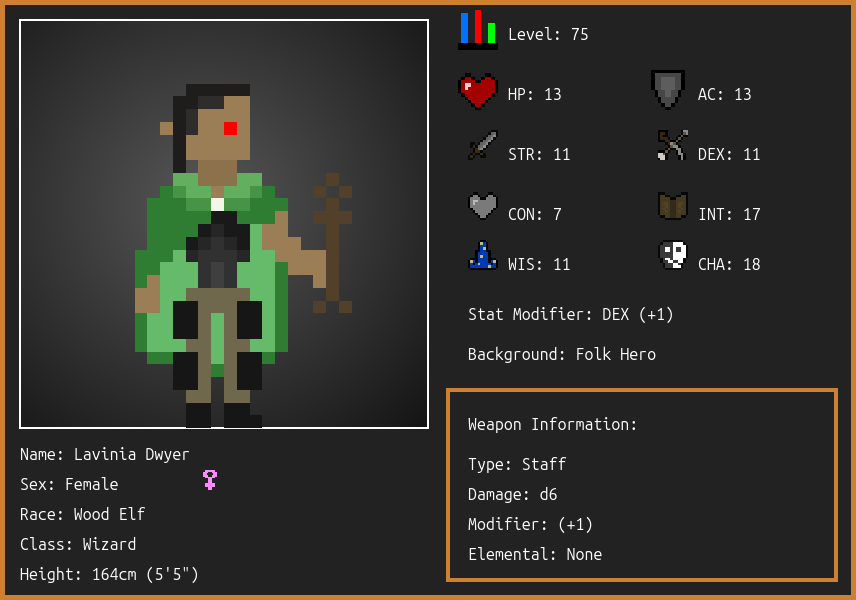 Level: 75
HP: 13
AC: 13
STR: 11
DEX: 11
CON: 7
INT: 17
WIS: 11
CHA: 18
Stat Modifier: DEX (+1)
Background: Folk Hero
Weapon Information:
Type: Staff
Damage: d6
Modifier: (+1)
Elemental: None
Name: Lavinia Dwyer
Sex: Female
Race: Wood Elf
Class: Wizard
Height: 164cm (5'5")